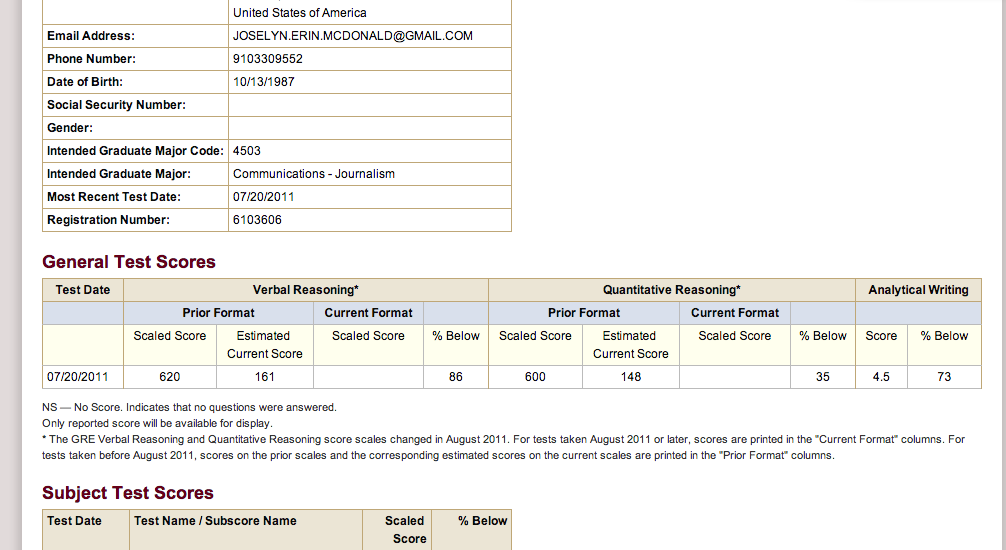 United States of America
Email Address: JOSELYN.ERIN.MCDONALD@GMAIL.COM
Phone Number: 9103309552
Date of Birth: 10/13/1987
Social Security Number:
Gender:
Intended Graduate Major Code: 4503
Intended Graduate Major: Communications - Journalism
Most Recent Test Date: 07/20/2011
Registration Number: 6103606
General Test Scores
Test Date Verbal Reasoning* Quantitative Reasoning* Analytical Writing
Prior Format Current Format Prior Format Current Format
Scaled Score Estimated Current Score Scaled Score % Below Scaled Score Estimated Current Score Scaled Score % Below Score % Below
07/20/2011 620 161 86 600 148 35 4.5 73
NS — No Score. Indicates that no questions were answered.
Only reported score will be available for display.
* The GRE Verbal Reasoning and Quantitative Reasoning score scales changed in August 2011. For tests taken August 2011 or later, scores are printed in the "Current Format" columns. For
tests taken before August 2011, scores on the prior scales and the corresponding estimated scores on the current scales are printed in the "Prior Format" columns.
Subject Test Scores
Test Date Test Name / Subscore Name Scaled Score % Below